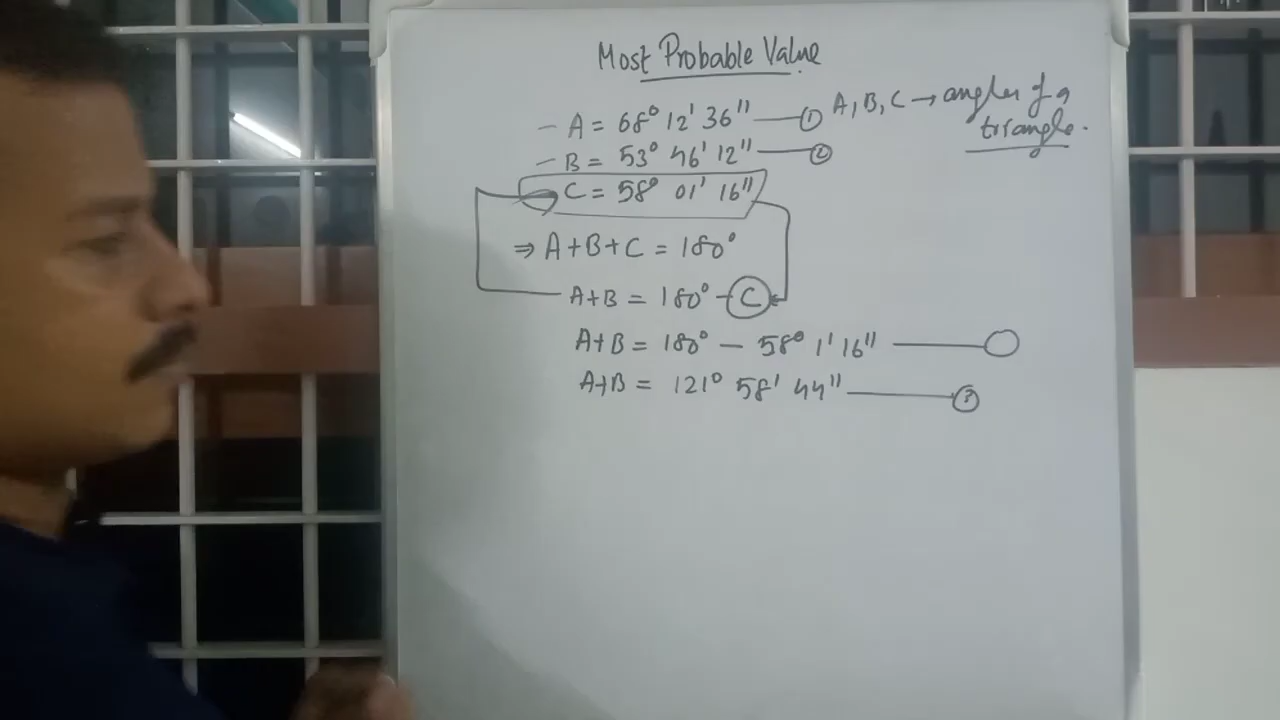 Most Probable Value
A = 68° 12' 36" ①
A, B, C → angles of a
triangle.
B = 53° 46' 12" ②
C = 58° 01' 16"
⇒ A+B+C = 180°
A+B = 180° - C
A+B = 180° - 58° 1' 16"
A+B = 121° 58' 44" ③